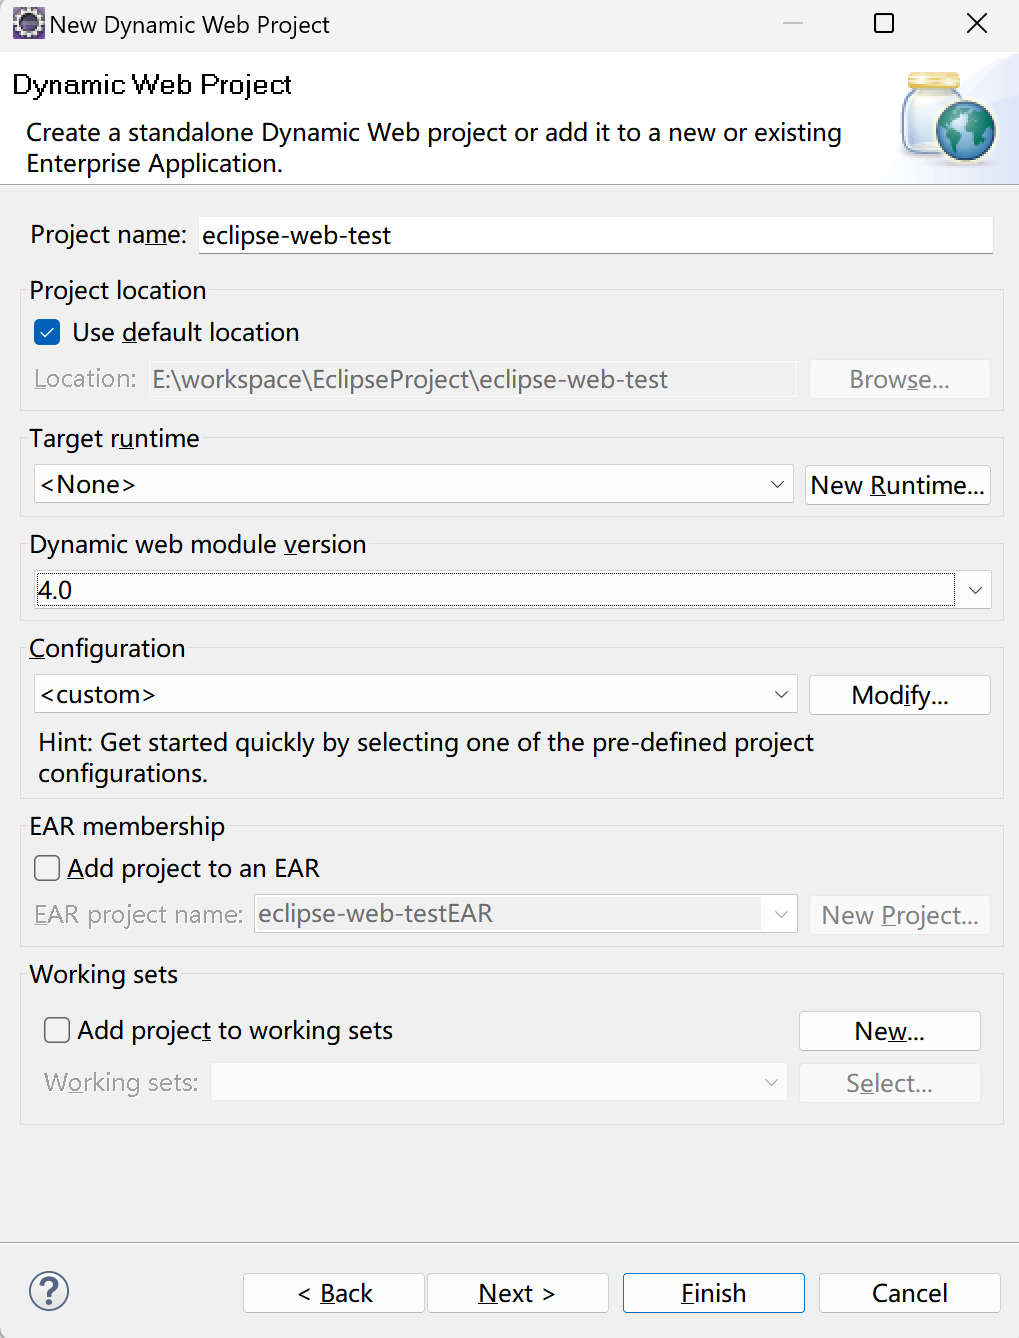 New Dynamic Web Project
Dynamic Web Project
Create a standalone Dynamic Web project or add it to a new or existing
Enterprise Application.
Project name: eclipse-web-test
Project location
Use default location
Location: E:\workspace\EclipseProject\eclipse-web-test Browse...
Target runtime
<None> New Runtime...
Dynamic web module version
4.0
Configuration
<custom> Modify...
Hint: Get started quickly by selecting one of the pre-defined project
configurations.
EAR membership
Add project to an EAR
EAR project name: eclipse-web-testEAR New Project...
Working sets
Add project to working sets New...
Working sets: Select...
? < Back Next > Finish Cancel